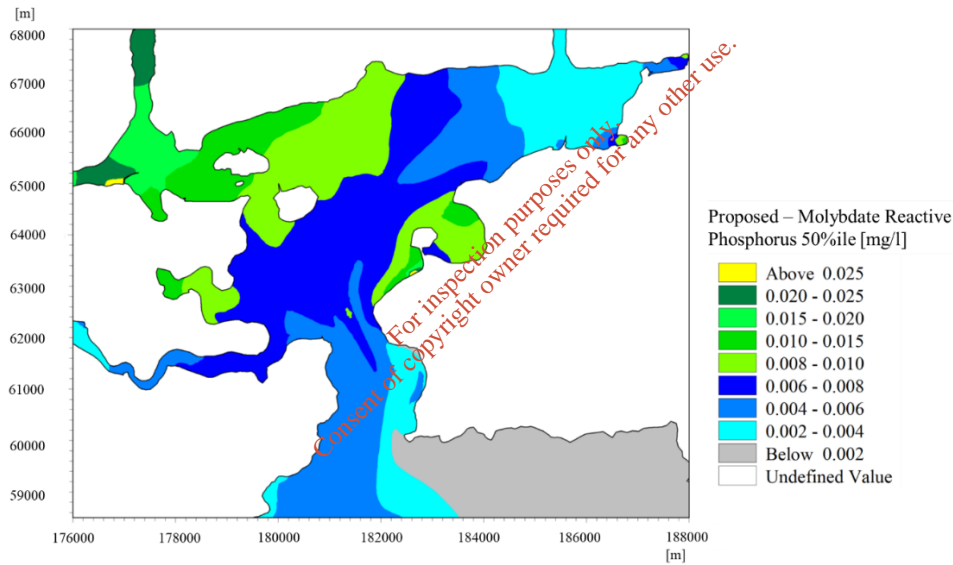 [m]
68000
67000
66000
65000
64000
63000
62000
61000
60000
59000
176000
178000
180000
182000
184000
186000
188000
[m]
For inspection purposes only.
Consent of copyright owner required for any other use.
Proposed – Molybdate Reactive
Phosphorus 50%ile [mg/l]
Above 0.025
0.020 - 0.025
0.015 - 0.020
0.010 - 0.015
0.008 - 0.010
0.006 - 0.008
0.004 - 0.006
0.002 - 0.004
Below 0.002
Undefined Value